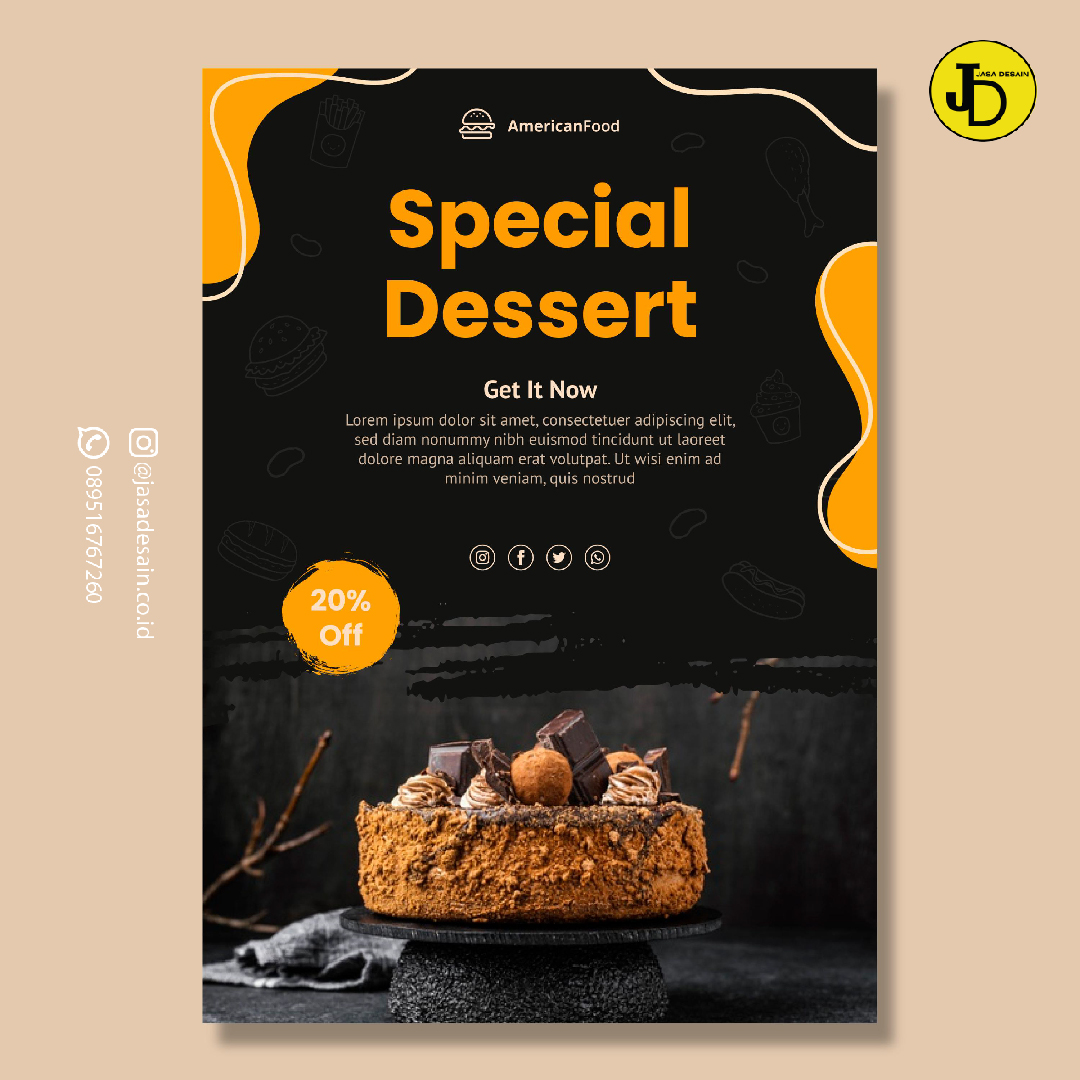 JD
JASA DESAIN
AmericanFood
Special
Dessert
Get It Now
Lorem ipsum dolor sit amet, consectetuer adipiscing elit,
sed diam nonummy nibh euismod tincidunt ut laoreet
dolore magna aliquam erat volutpat. Ut wisi enim ad
minim veniam, quis nostrud
20%
Off
@jasadesain.co.id
089516767260